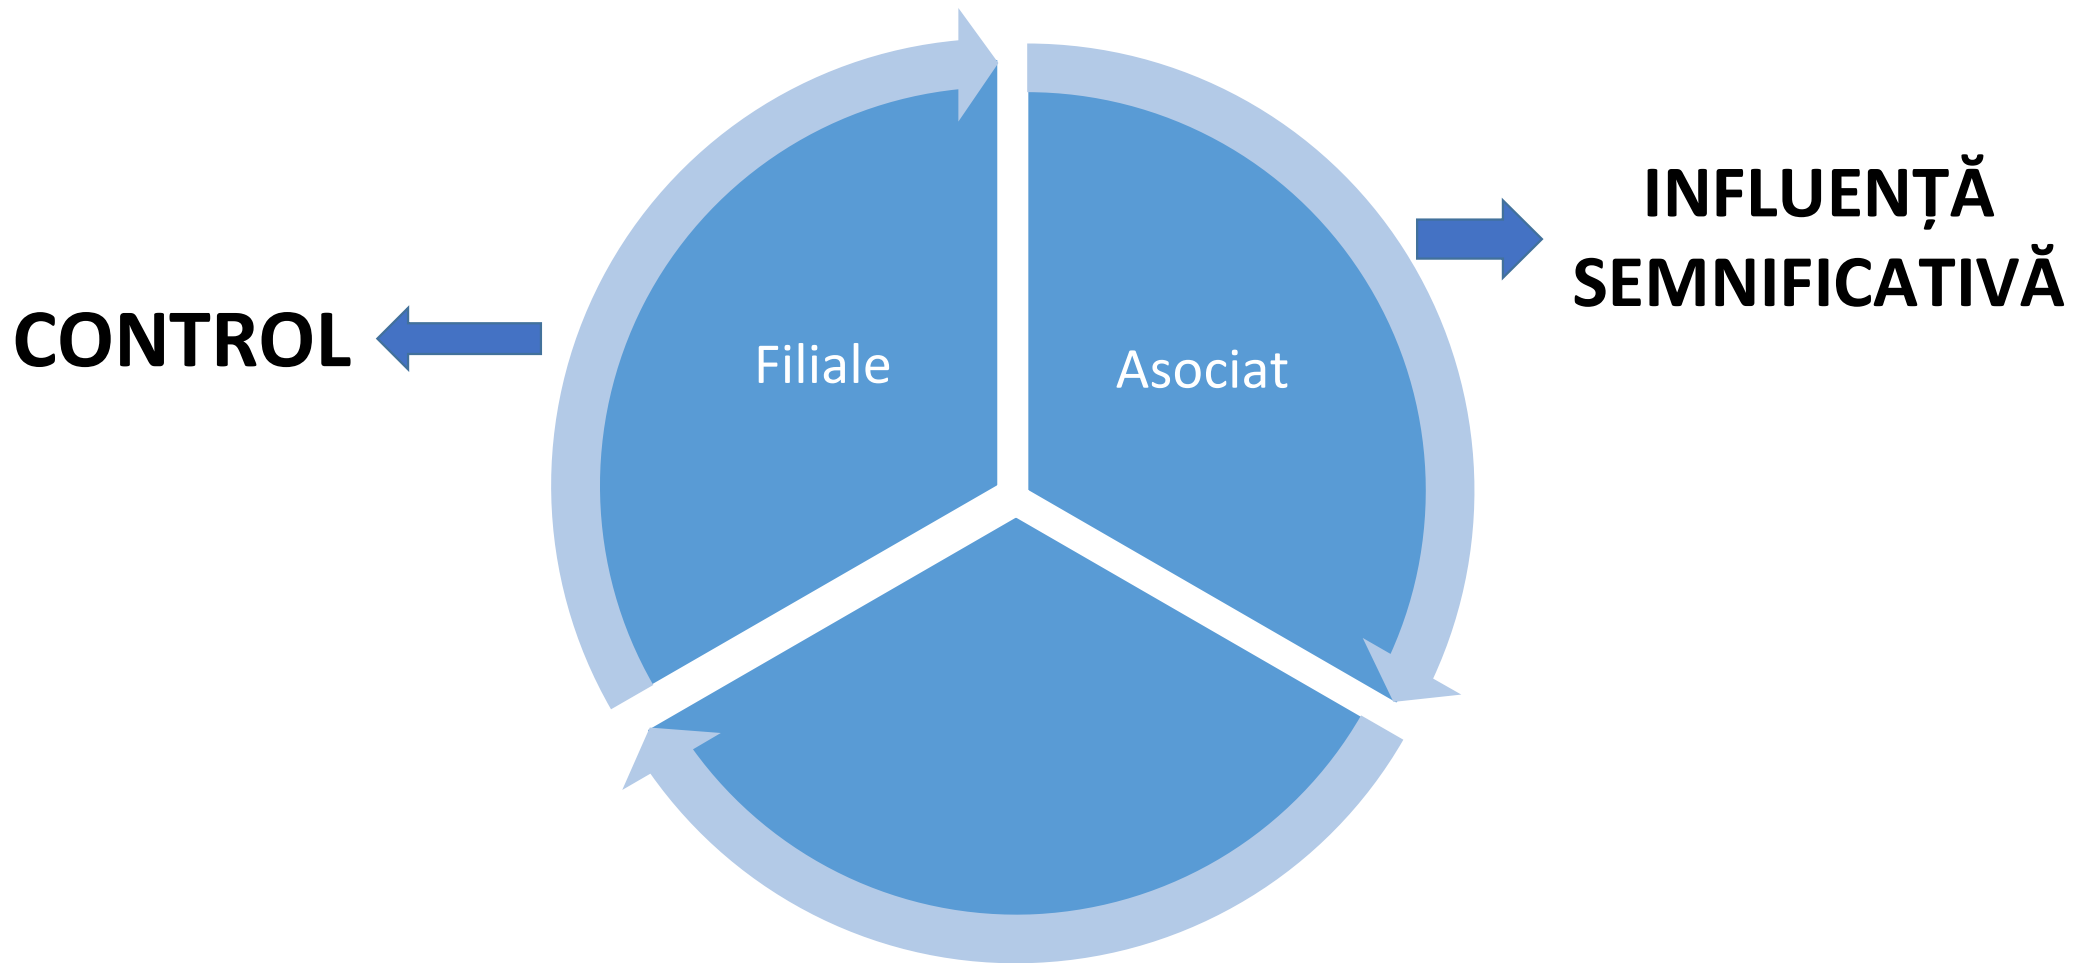 CONTROL
Filiale
Asociat
INFLUENȚĂ
SEMNIFICATIVĂ